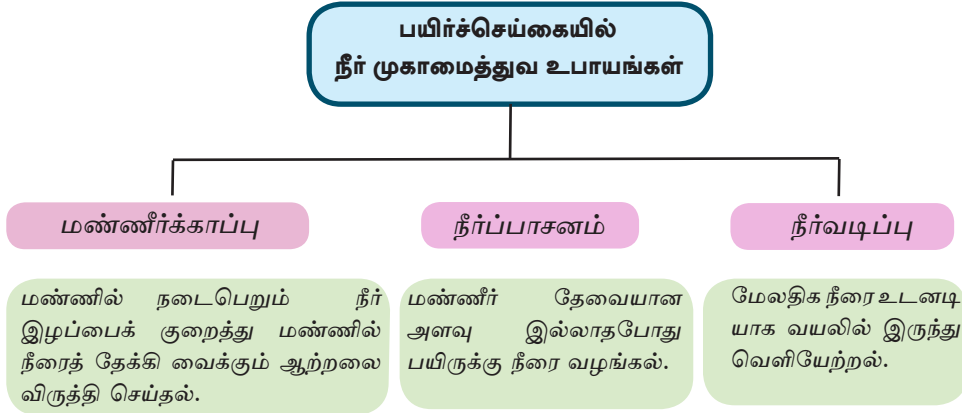 பயிர்ச்செய்கையில்
நீர் முகாமைத்துவ உபாயங்கள்
மண்ணீர்க்காப்பு
மண்ணில் நடைபெறும் நீர்
இழப்பைக் குறைத்து மண்ணில்
நீரைத் தேக்கி வைக்கும் ஆற்றலை
விருத்தி செய்தல்.
நீர்ப்பாசனம்
மண்ணீர் தேவையான
அளவு இல்லாதபோது
பயிருக்கு நீரை வழங்கல்.
நீர்வடிப்பு
மேலதிக நீரை உடனடி
யாக வயலில் இருந்து
வெளியேற்றல்.